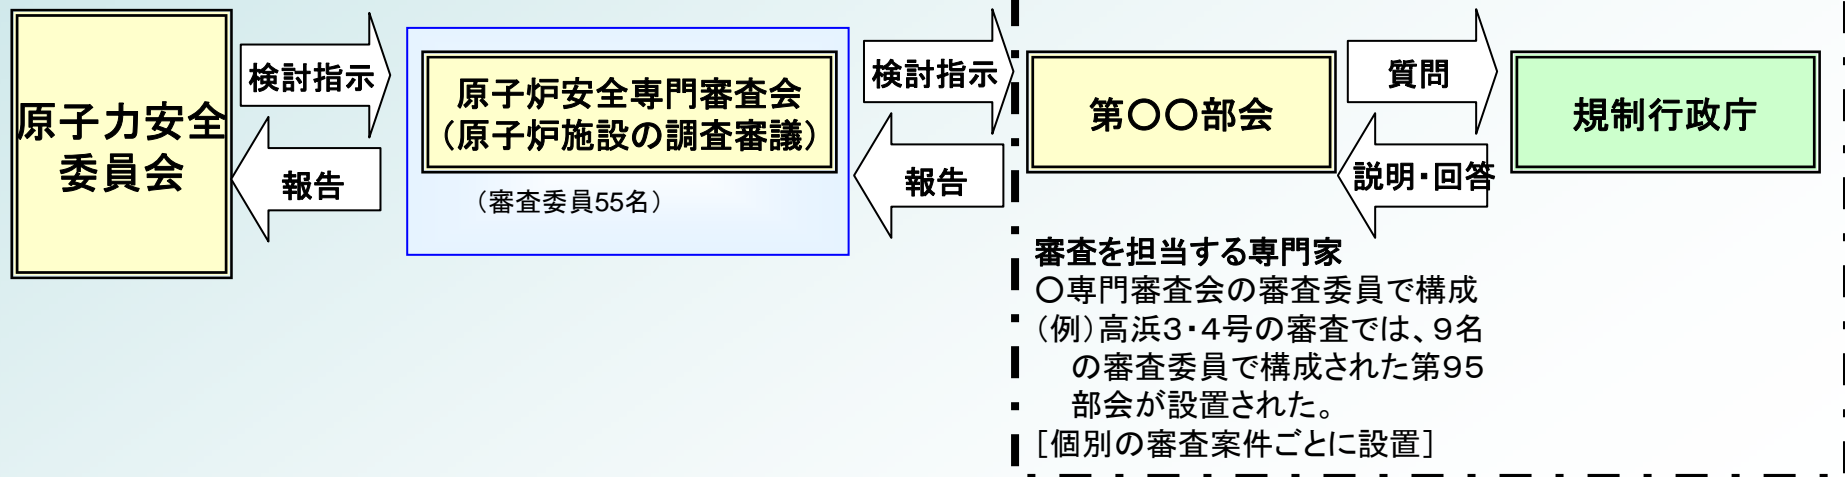 原子力安全
委員会
検討指示
報告
原子炉安全専門審査会
（原子炉施設の調査審議）
（審査委員55名）
検討指示
報告
第〇〇部会
質問
説明・回答
規制行政庁
審査を担当する専門家
〇専門審査会の審査委員で構成
（例）高浜３・４号の審査では、９名
の審査委員で構成された第９５
部会が設置された。
［個別の審査案件ごとに設置］